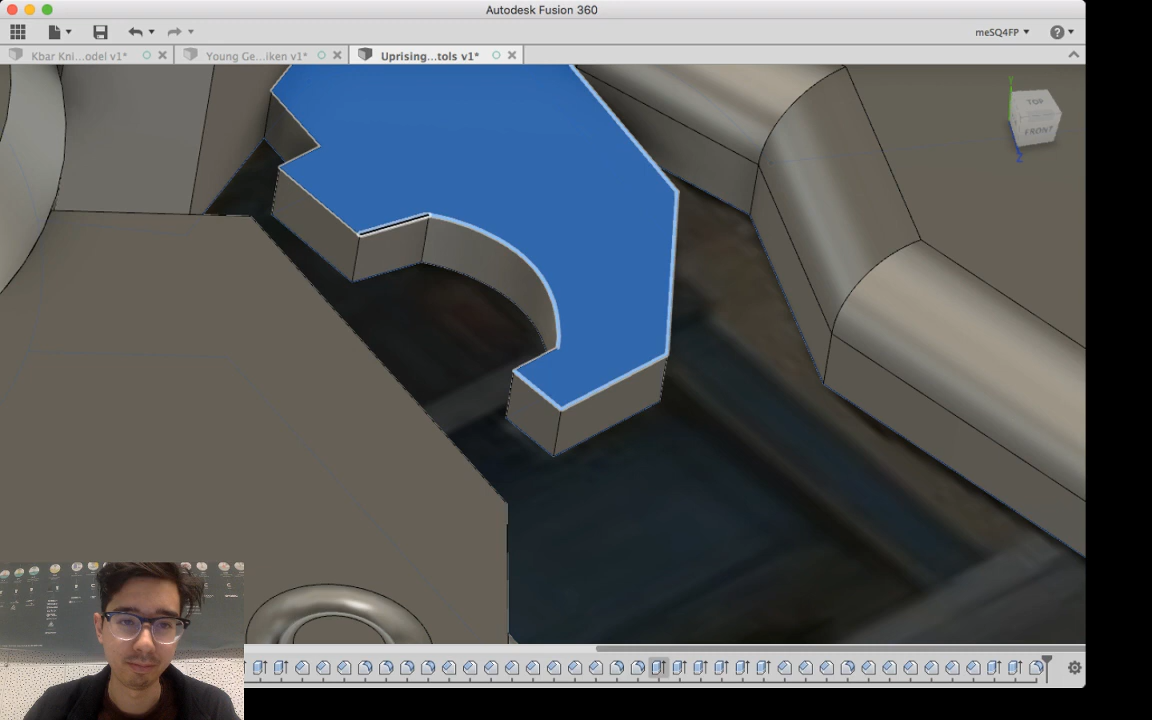 Autodesk Fusion 360
meSQ4FP
Kbar Kni...odel v1*
Young Ge...iken v1*
Uprising...tols v1*
Y
TOP
FRONT
Z